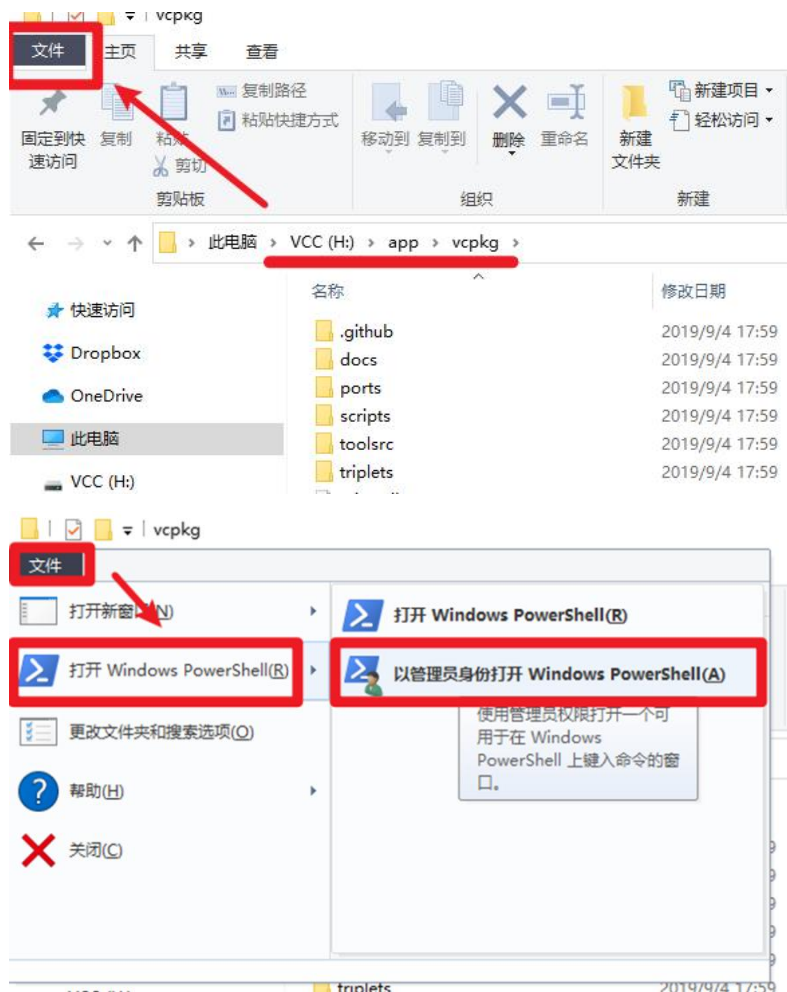 vcpkg
文件 主页 共享 查看
固定到快速访问
复制
粘贴
复制路径
粘贴快捷方式
剪切
移动到 复制到 删除 重命名
新建文件夹
新建项目
轻松访问
剪贴板 组织 新建
此电脑 › VCC (H:) › app › vcpkg ›
名称 修改日期
快速访问
Dropbox
OneDrive
此电脑
VCC (H:)
.github 2019/9/4 17:59
docs 2019/9/4 17:59
ports 2019/9/4 17:59
scripts 2019/9/4 17:59
toolsrc 2019/9/4 17:59
triplets 2019/9/4 17:59
vcpkg
文件
打开新窗口(N)
打开 Windows PowerShell(R)
更改文件夹和搜索选项(O)
帮助(H)
关闭(C)
打开 Windows PowerShell(R)
以管理员身份打开 Windows PowerShell(A)
使用管理员权限打开一个可
用于在 Windows
PowerShell 上键入命令的窗
口。
triplets 2019/9/4 17:59